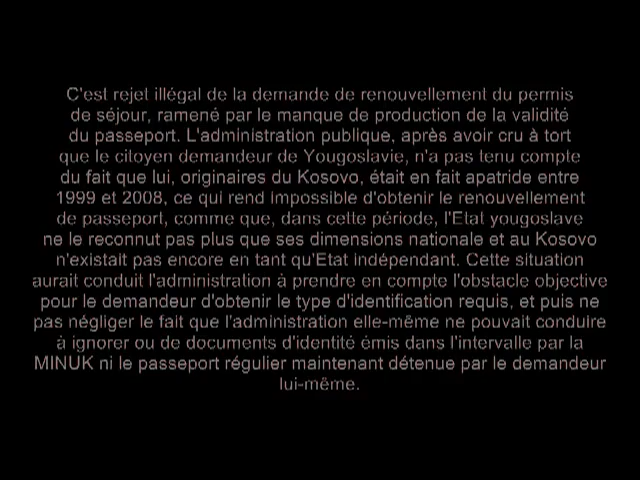 C'est rejet illégal de la demande de renouvellement du permis
de séjour, ramené par le manque de production de la validité
du passeport. L'administration publique, après avoir cru à tort
que le citoyen demandeur de Yougoslavie, n'a pas tenu compte
du fait que lui, originaires du Kosovo, était en fait apatride entre
1999 et 2008, ce qui rend impossible d'obtenir le renouvellement
de passeport, comme que, dans cette période, l'Etat yougoslave
ne le reconnut pas plus que ses dimensions nationale et au Kosovo
n'existait pas encore en tant qu'Etat indépendant. Cette situation
aurait conduit l'administration à prendre en compte l'obstacle objective
pour le demandeur d'obtenir le type d'identification requis, et puis ne
pas négliger le fait que l'administration elle-même ne pouvait conduire
à ignorer ou de documents d'identité émis dans l'intervalle par la
MINUK ni le passeport régulier maintenant détenue par le demandeur
lui-même.